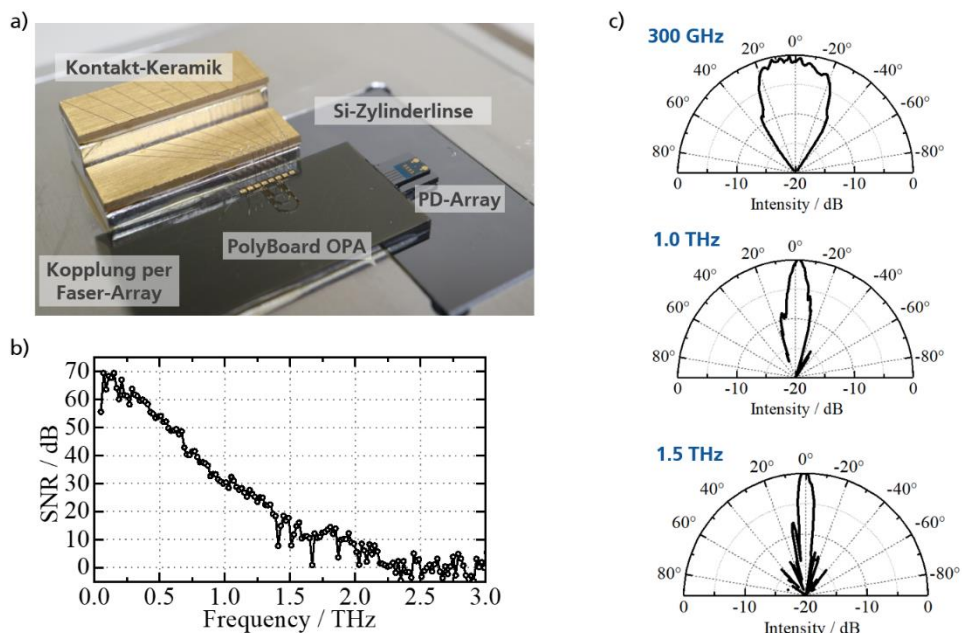 a)
Kontakt-Keramik
Si-Zylinderlinse
PD-Array
PolyBoard OPA
Kopplung per
Faser-Array
b)
70
60
50
40
30
20
10
0
SNR / dB
0.0 0.5 1.0 1.5 2.0 2.5 3.0
Frequency / THz
c)
300 GHz
0°
20° -20°
40° -40°
60° -60°
80° -80°
0 -10 -20 -10 0
Intensity / dB
1.0 THz
0°
20° -20°
40° -40°
60° -60°
80° -80°
0 -10 -20 -10 0
Intensity / dB
1.5 THz
0°
20° -20°
40° -40°
60° -60°
80° -80°
0 -10 -20 -10 0
Intensity / dB